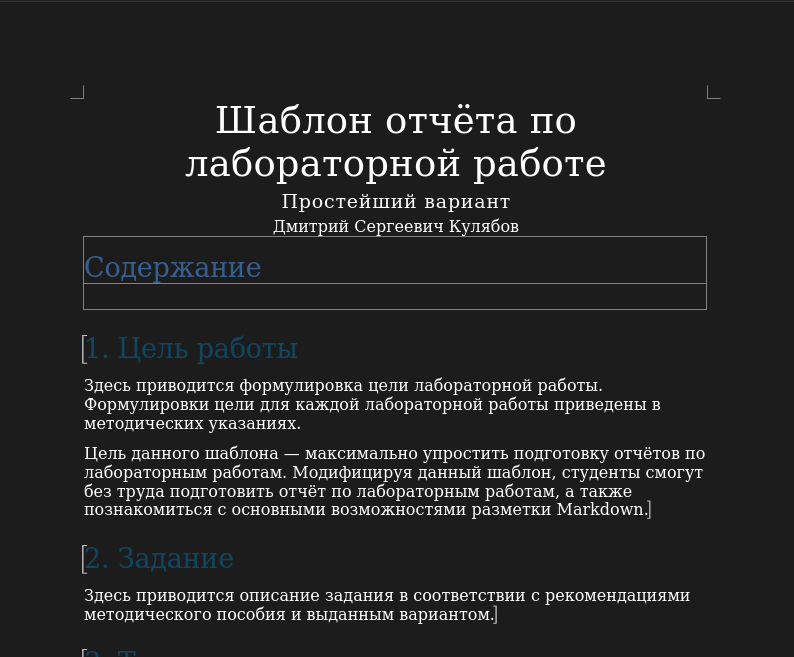 Шаблон отчёта по
лабораторной работе
Простейший вариант
Дмитрий Сергеевич Кулябов
Содержание
1. Цель работы
Здесь приводится формулировка цели лабораторной работы.
Формулировки цели для каждой лабораторной работы приведены в
методических указаниях.
Цель данного шаблона — максимально упростить подготовку отчётов по
лабораторным работам. Модифицируя данный шаблон, студенты смогут
без труда подготовить отчёт по лабораторным работам, а также
познакомиться с основными возможностями разметки Markdown.
2. Задание
Здесь приводится описание задания в соответствии с рекомендациями
методического пособия и выданным вариантом.